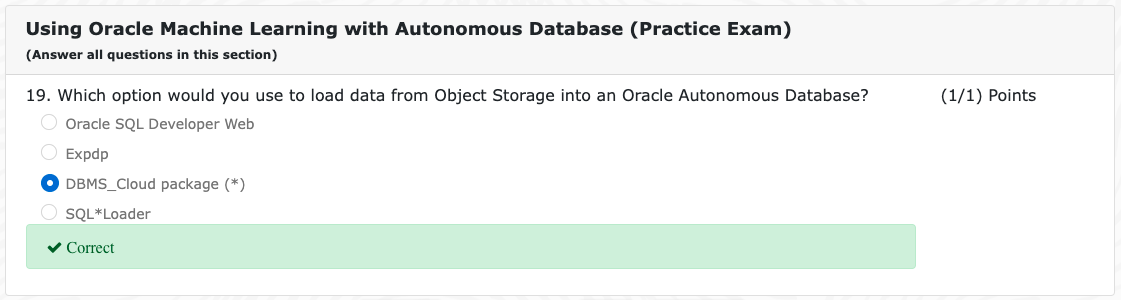 Using Oracle Machine Learning with Autonomous Database (Practice Exam)
(Answer all questions in this section)
19. Which option would you use to load data from Object Storage into an Oracle Autonomous Database? (1/1) Points
Oracle SQL Developer Web
Expdp
DBMS_Cloud package (*)
SQL*Loader
Correct